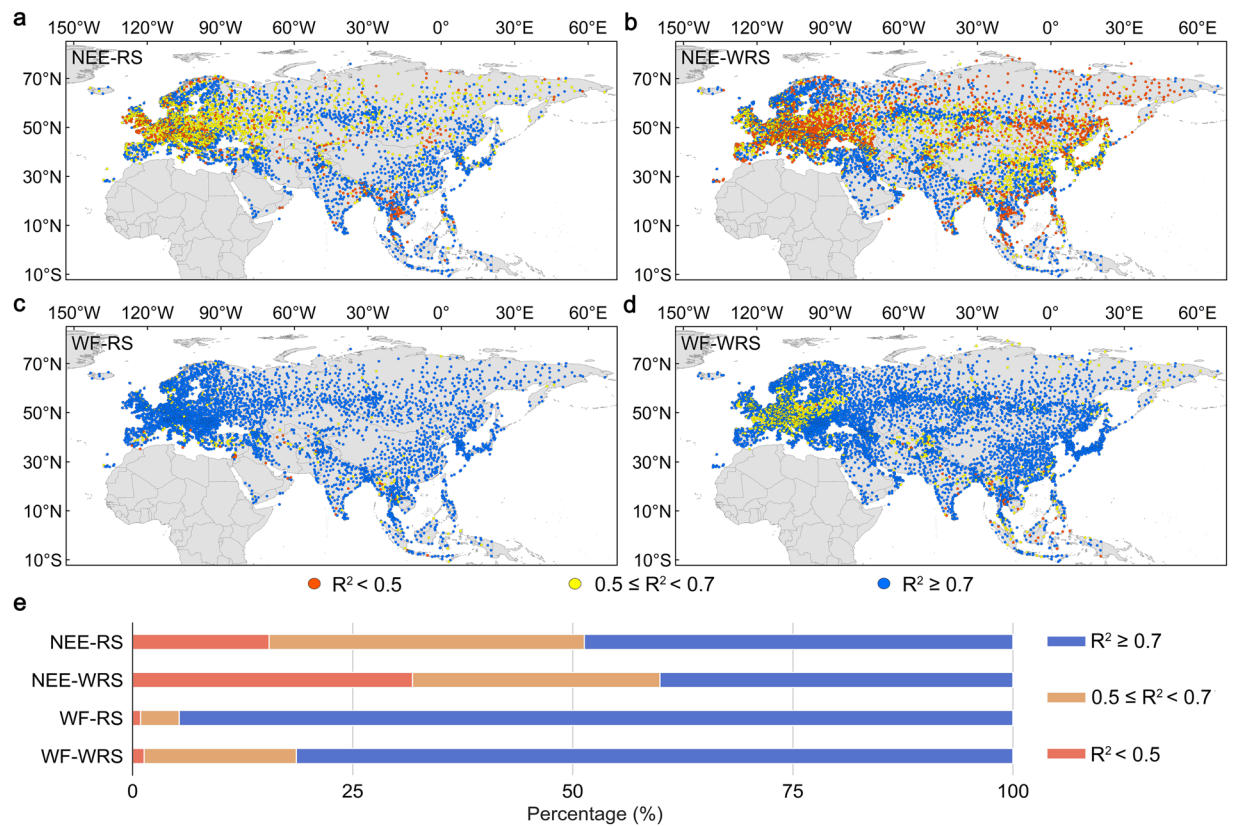 a
150°W 120°W 90°W 60°W 30°W 0° 30°E 60°E
NEE-RS
70°N
50°N
30°N
10°N
10°S
b
150°W 120°W 90°W 60°W 30°W 0° 30°E 60°E
NEE-WRS
70°N
50°N
30°N
10°N
10°S
c
150°W 120°W 90°W 60°W 30°W 0° 30°E 60°E
WF-RS
70°N
50°N
30°N
10°N
10°S
d
150°W 120°W 90°W 60°W 30°W 0° 30°E 60°E
WF-WRS
70°N
50°N
30°N
10°N
10°S
R² < 0.5 0.5 ≤ R² < 0.7 R² ≥ 0.7
e
NEE-RS
NEE-WRS
WF-RS
WF-WRS
0 25 50 75 100
Percentage (%)
R² ≥ 0.7
0.5 ≤ R² < 0.7
R² < 0.5